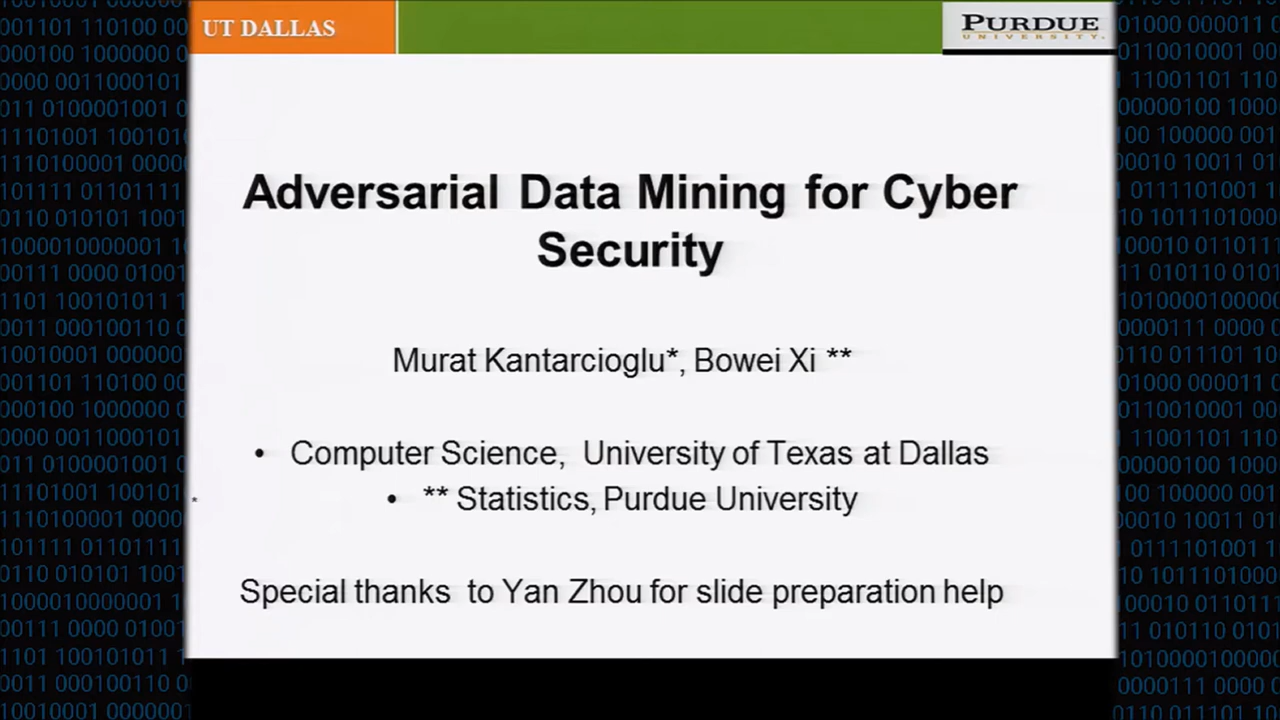 UT DALLAS
PURDUE
UNIVERSITY.
Adversarial Data Mining for Cyber
Security
Murat Kantarcioglu*, Bowei Xi **
• Computer Science, University of Texas at Dallas
• ** Statistics, Purdue University
*
Special thanks to Yan Zhou for slide preparation help